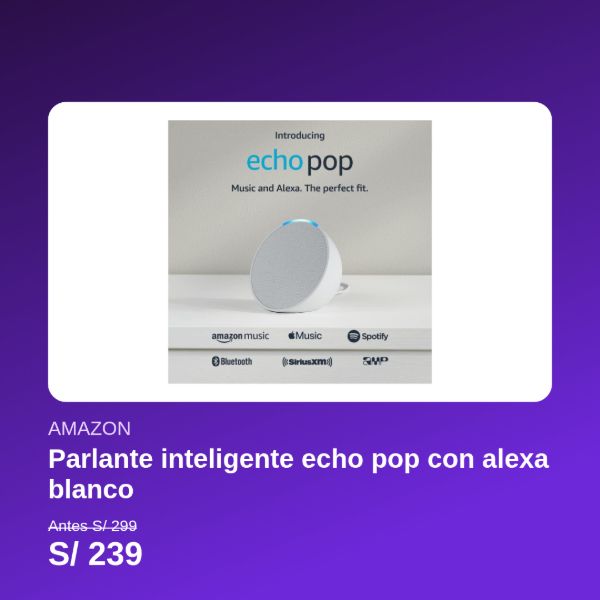 Introducing
echo pop
Music and Alexa. The perfect fit.
amazon music Music Spotify
Bluetooth SiriusXM
AMAZON
Parlante inteligente echo pop con alexa
blanco
Antes S/ 299
S/ 239